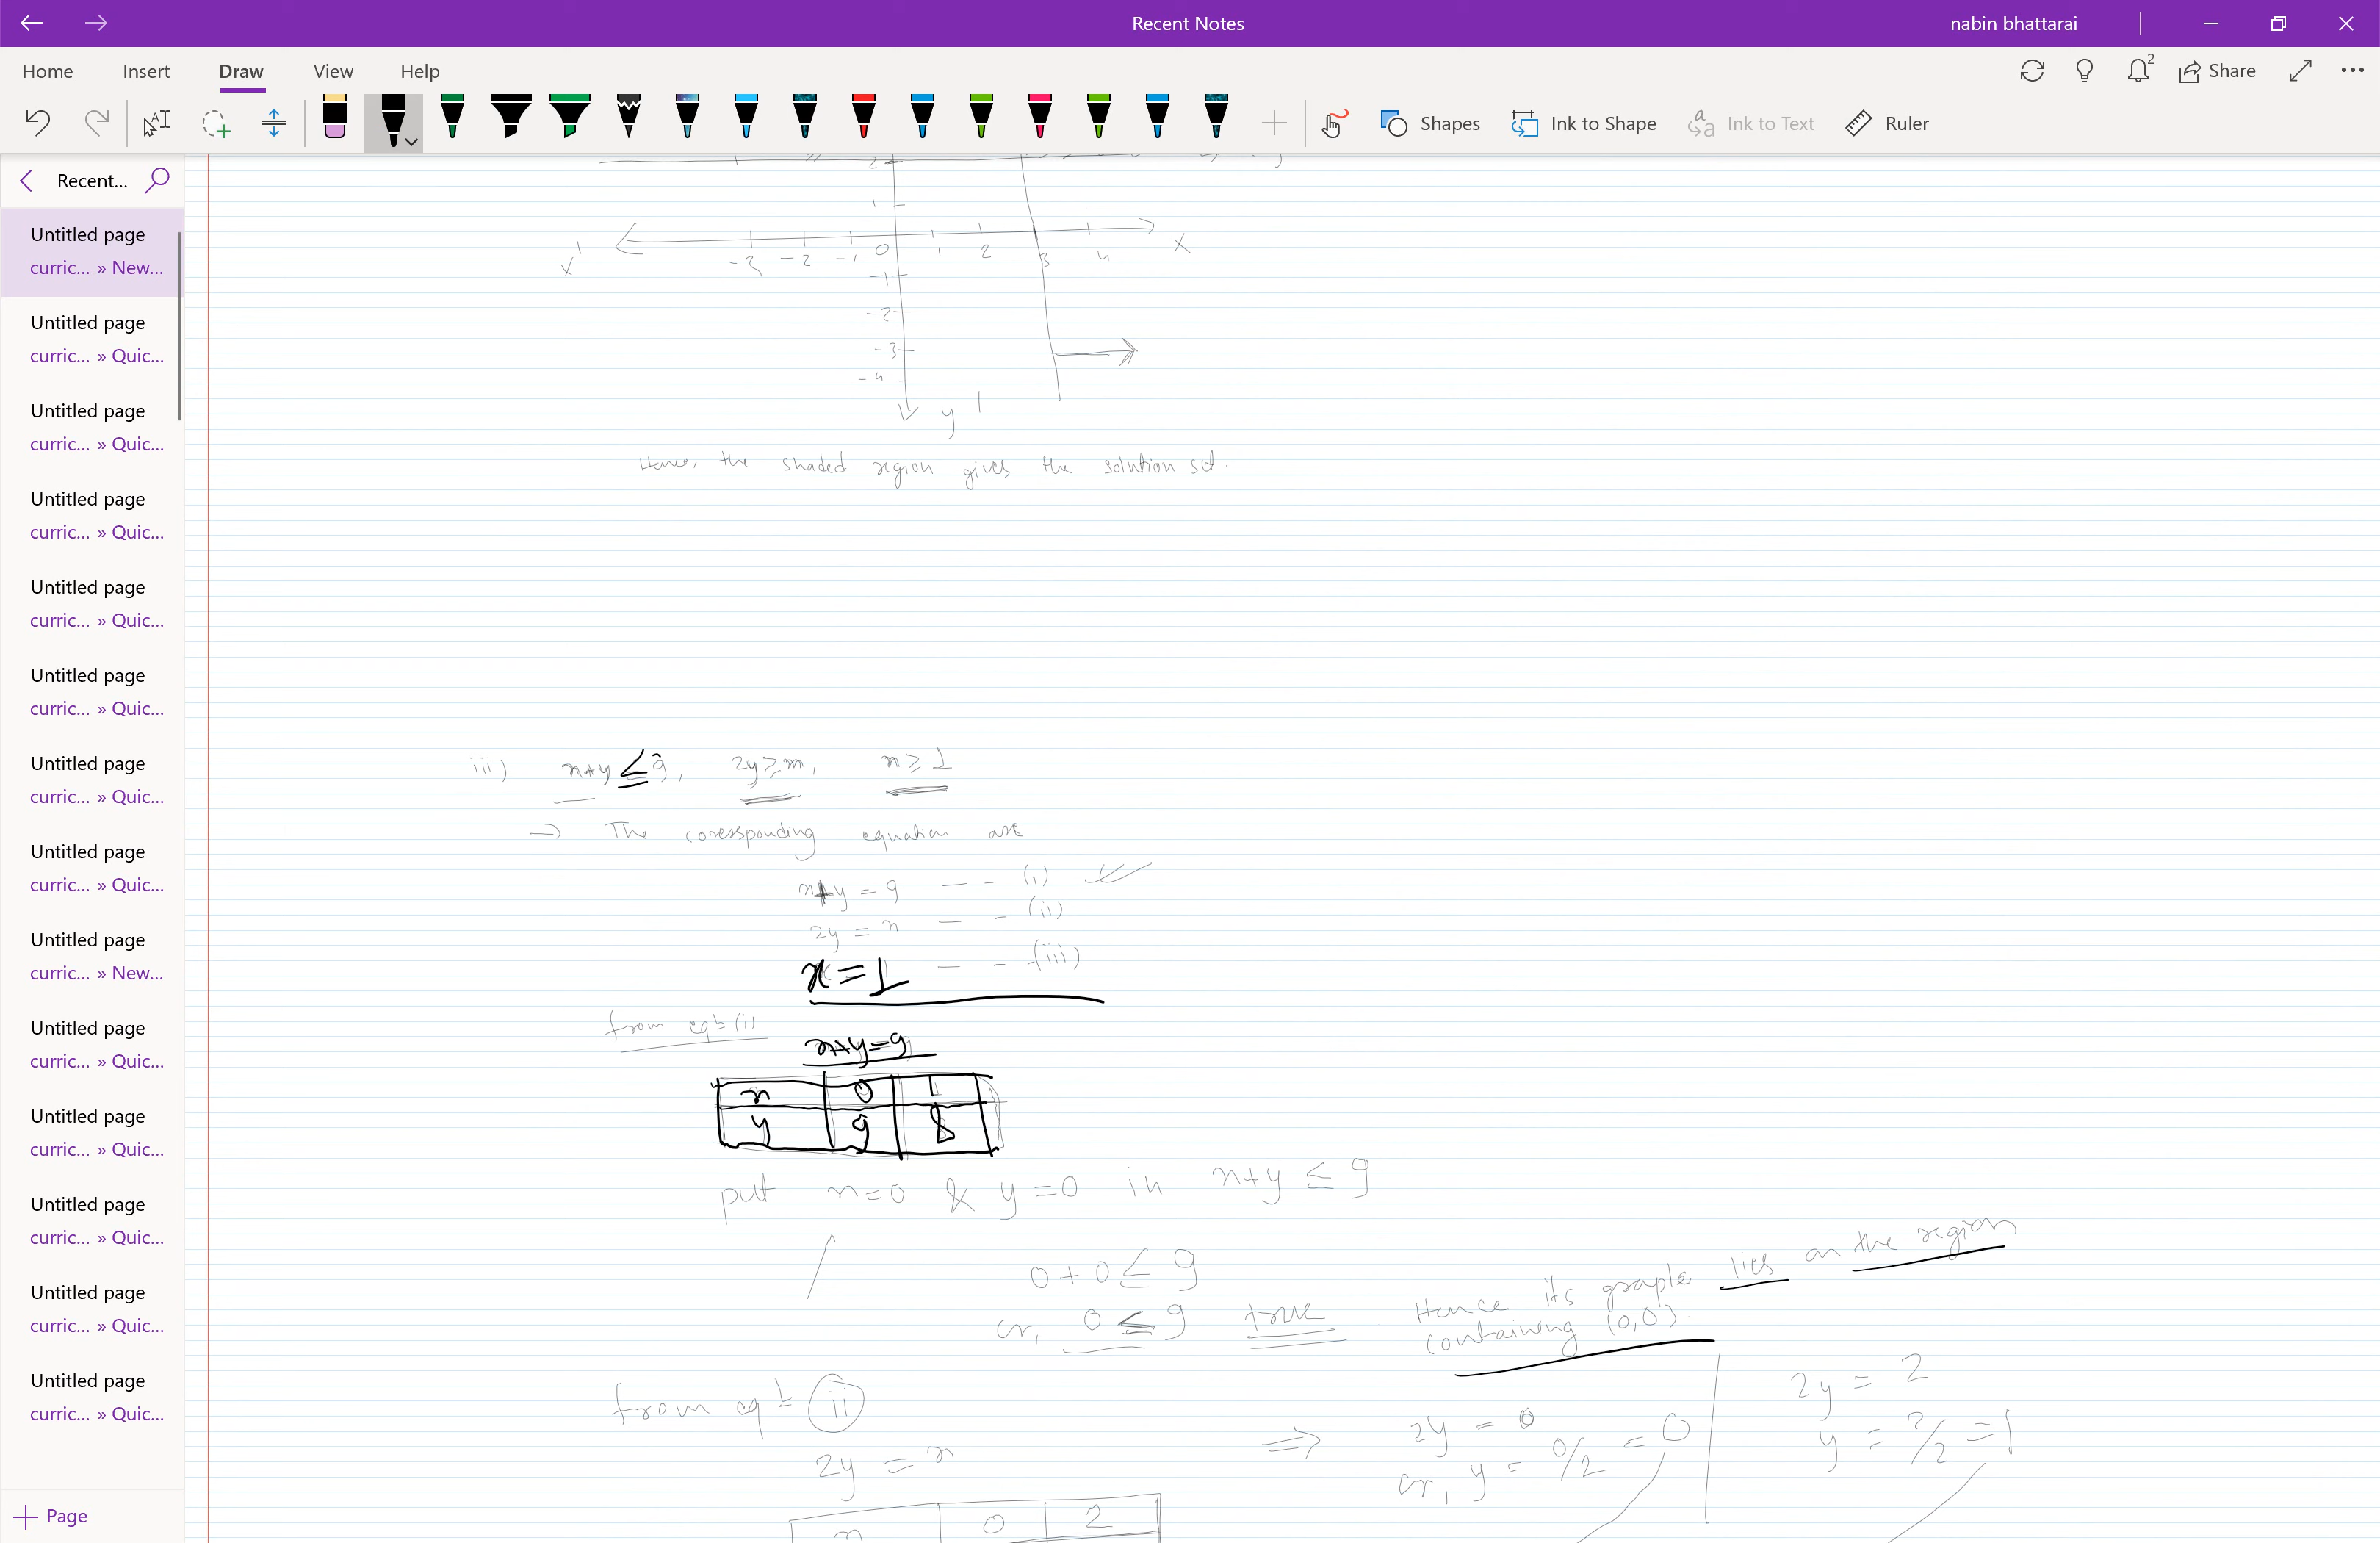 Recent Notes
nabin bhattarai
Home Insert Draw View Help
2 Share
Shapes Ink to Shape Ink to Text Ruler
Recent...
Untitled page
curric... » New...
Untitled page
curric... » Quic...
Untitled page
curric... » Quic...
Untitled page
curric... » Quic...
Untitled page
curric... » Quic...
Untitled page
curric... » Quic...
Untitled page
curric... » Quic...
Untitled page
curric... » Quic...
Untitled page
curric... » New...
Untitled page
curric... » Quic...
Untitled page
curric... » Quic...
Untitled page
curric... » Quic...
Untitled page
curric... » Quic...
Untitled page
curric... » Quic...
Page
2
1
x' -3 -2 -1 0 1 2 3 4 x
-1
-2
-3
-4
y'
Hence, the shaded region gives the solution set.
iii) x+y ≤ 9, 2y ≥ x, x ≥ 1
→ The coressponding equation are
x+y = 9 -- (i)
2y = x -- (ii)
x = 1 -- (iii)
from eqⁿ (i)
x+y=9
x 0 1
y 9 8
put x=0 & y=0 in x+y ≤ 9
0+0 ≤ 9
or, 0 ≤ 9 true
Hence its graple lies on the region
containing (0,0)
from eqⁿ (ii)
2y = x
⇒ 2y = 0
or, y = 0/2 = 0
2y = 2
y = 2/2 = 1
x 0 2